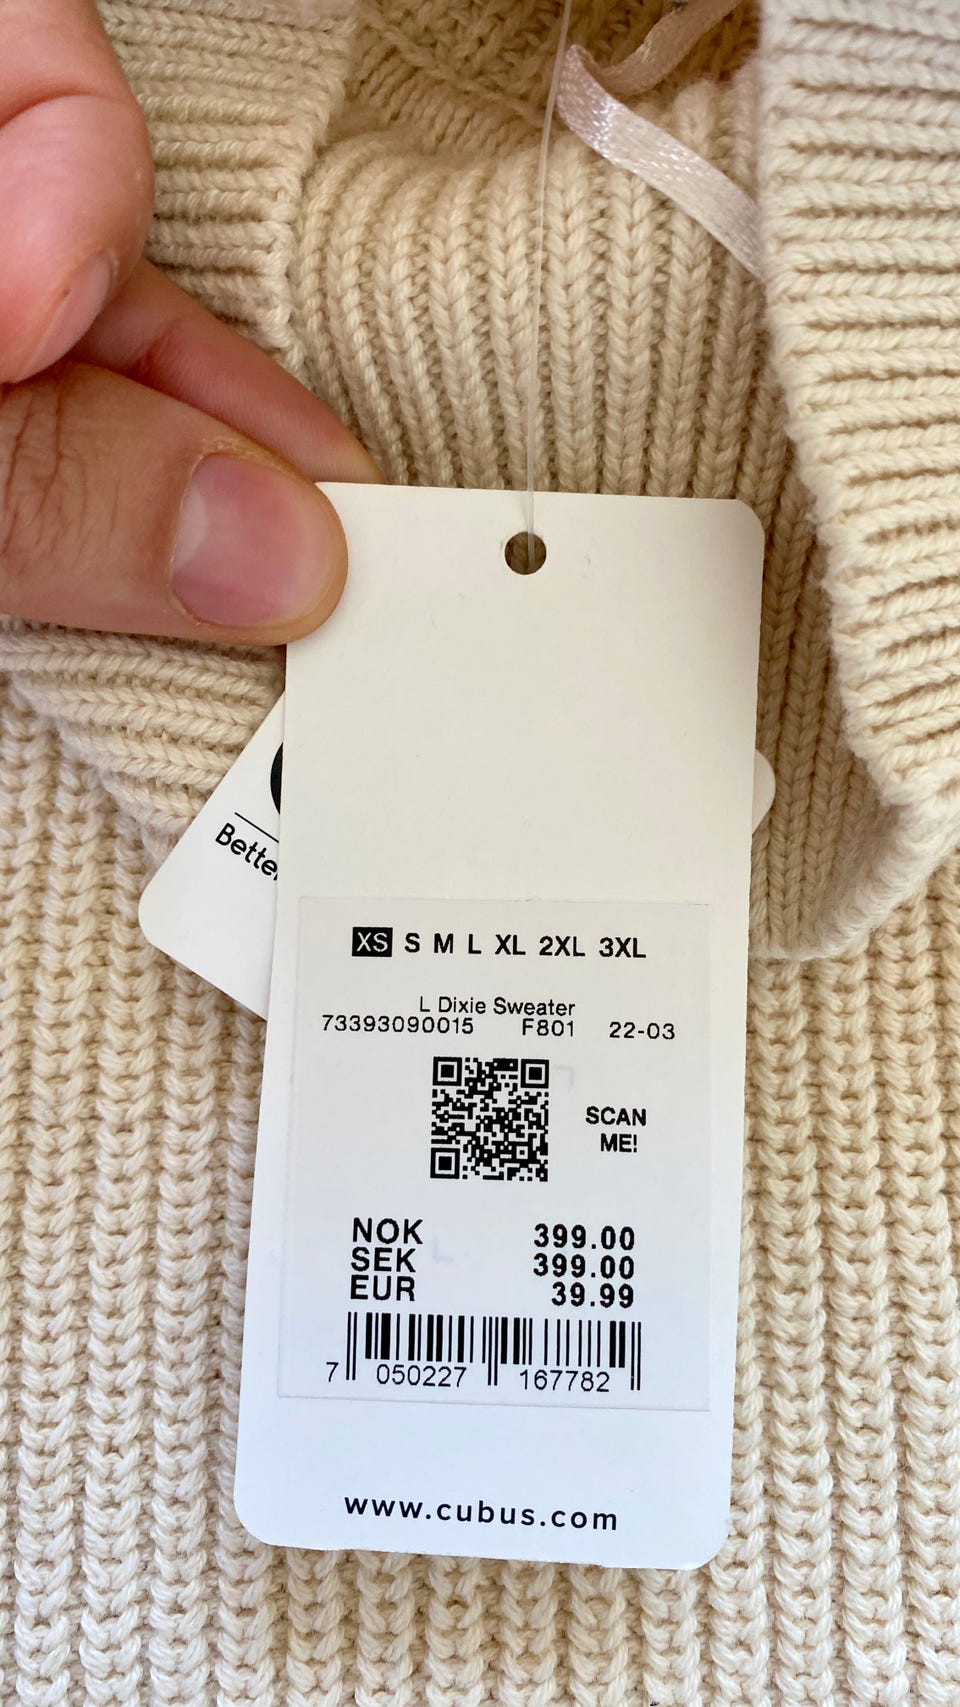 Bette
XS S M L XL 2XL 3XL
L Dixie Sweater
73393090015 F801 22-03
SCAN
ME!
NOK 399.00
SEK 399.00
EUR 39.99
7 050227 167782
www.cubus.com